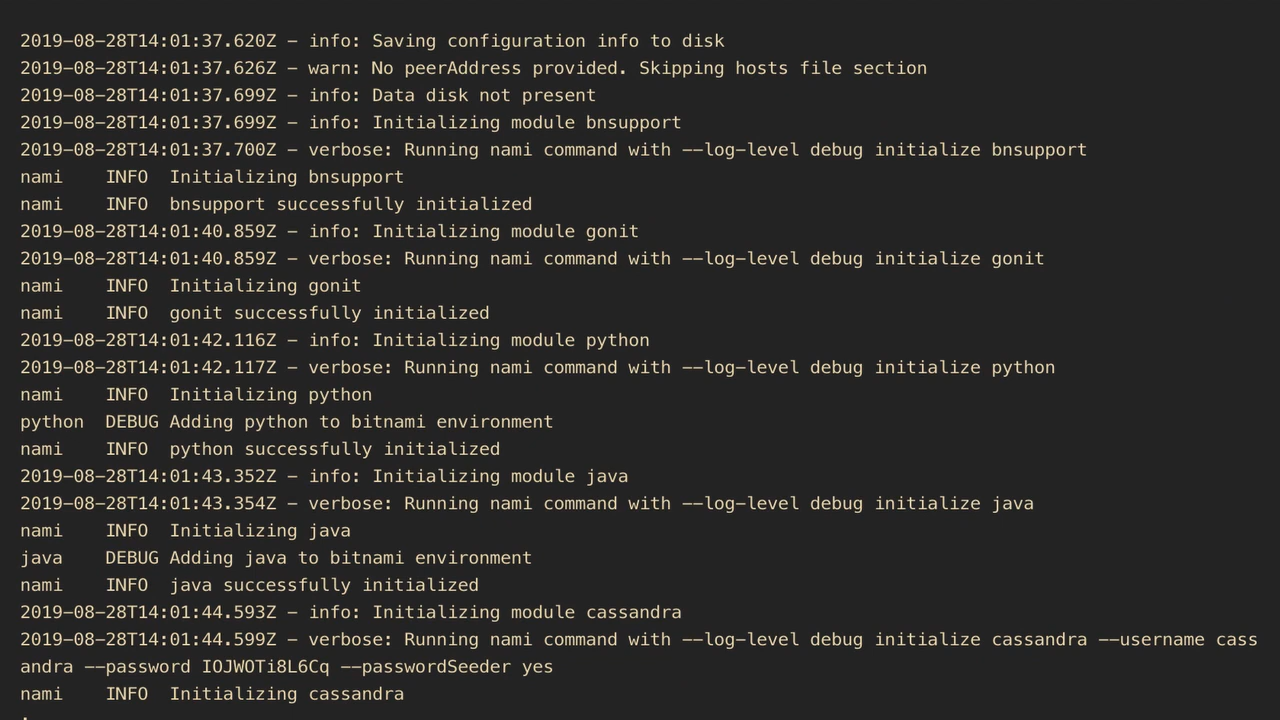 2019-08-28T14:01:37.620Z - info: Saving configuration info to disk
2019-08-28T14:01:37.626Z - warn: No peerAddress provided. Skipping hosts file section
2019-08-28T14:01:37.699Z - info: Data disk not present
2019-08-28T14:01:37.699Z - info: Initializing module bnsupport
2019-08-28T14:01:37.700Z - verbose: Running nami command with --log-level debug initialize bnsupport
nami    INFO  Initializing bnsupport
nami    INFO  bnsupport successfully initialized
2019-08-28T14:01:40.859Z - info: Initializing module gonit
2019-08-28T14:01:40.859Z - verbose: Running nami command with --log-level debug initialize gonit
nami    INFO  Initializing gonit
nami    INFO  gonit successfully initialized
2019-08-28T14:01:42.116Z - info: Initializing module python
2019-08-28T14:01:42.117Z - verbose: Running nami command with --log-level debug initialize python
nami    INFO  Initializing python
python  DEBUG Adding python to bitnami environment
nami    INFO  python successfully initialized
2019-08-28T14:01:43.352Z - info: Initializing module java
2019-08-28T14:01:43.354Z - verbose: Running nami command with --log-level debug initialize java
nami    INFO  Initializing java
java    DEBUG Adding java to bitnami environment
nami    INFO  java successfully initialized
2019-08-28T14:01:44.593Z - info: Initializing module cassandra
2019-08-28T14:01:44.599Z - verbose: Running nami command with --log-level debug initialize cassandra --username cass
andra --password IOJWOTi8L6Cq --passwordSeeder yes
nami    INFO  Initializing cassandra